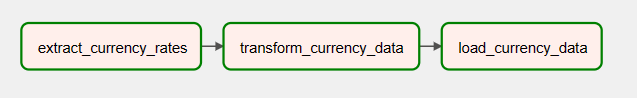 extract_currency_rates
transform_currency_data
load_currency_data